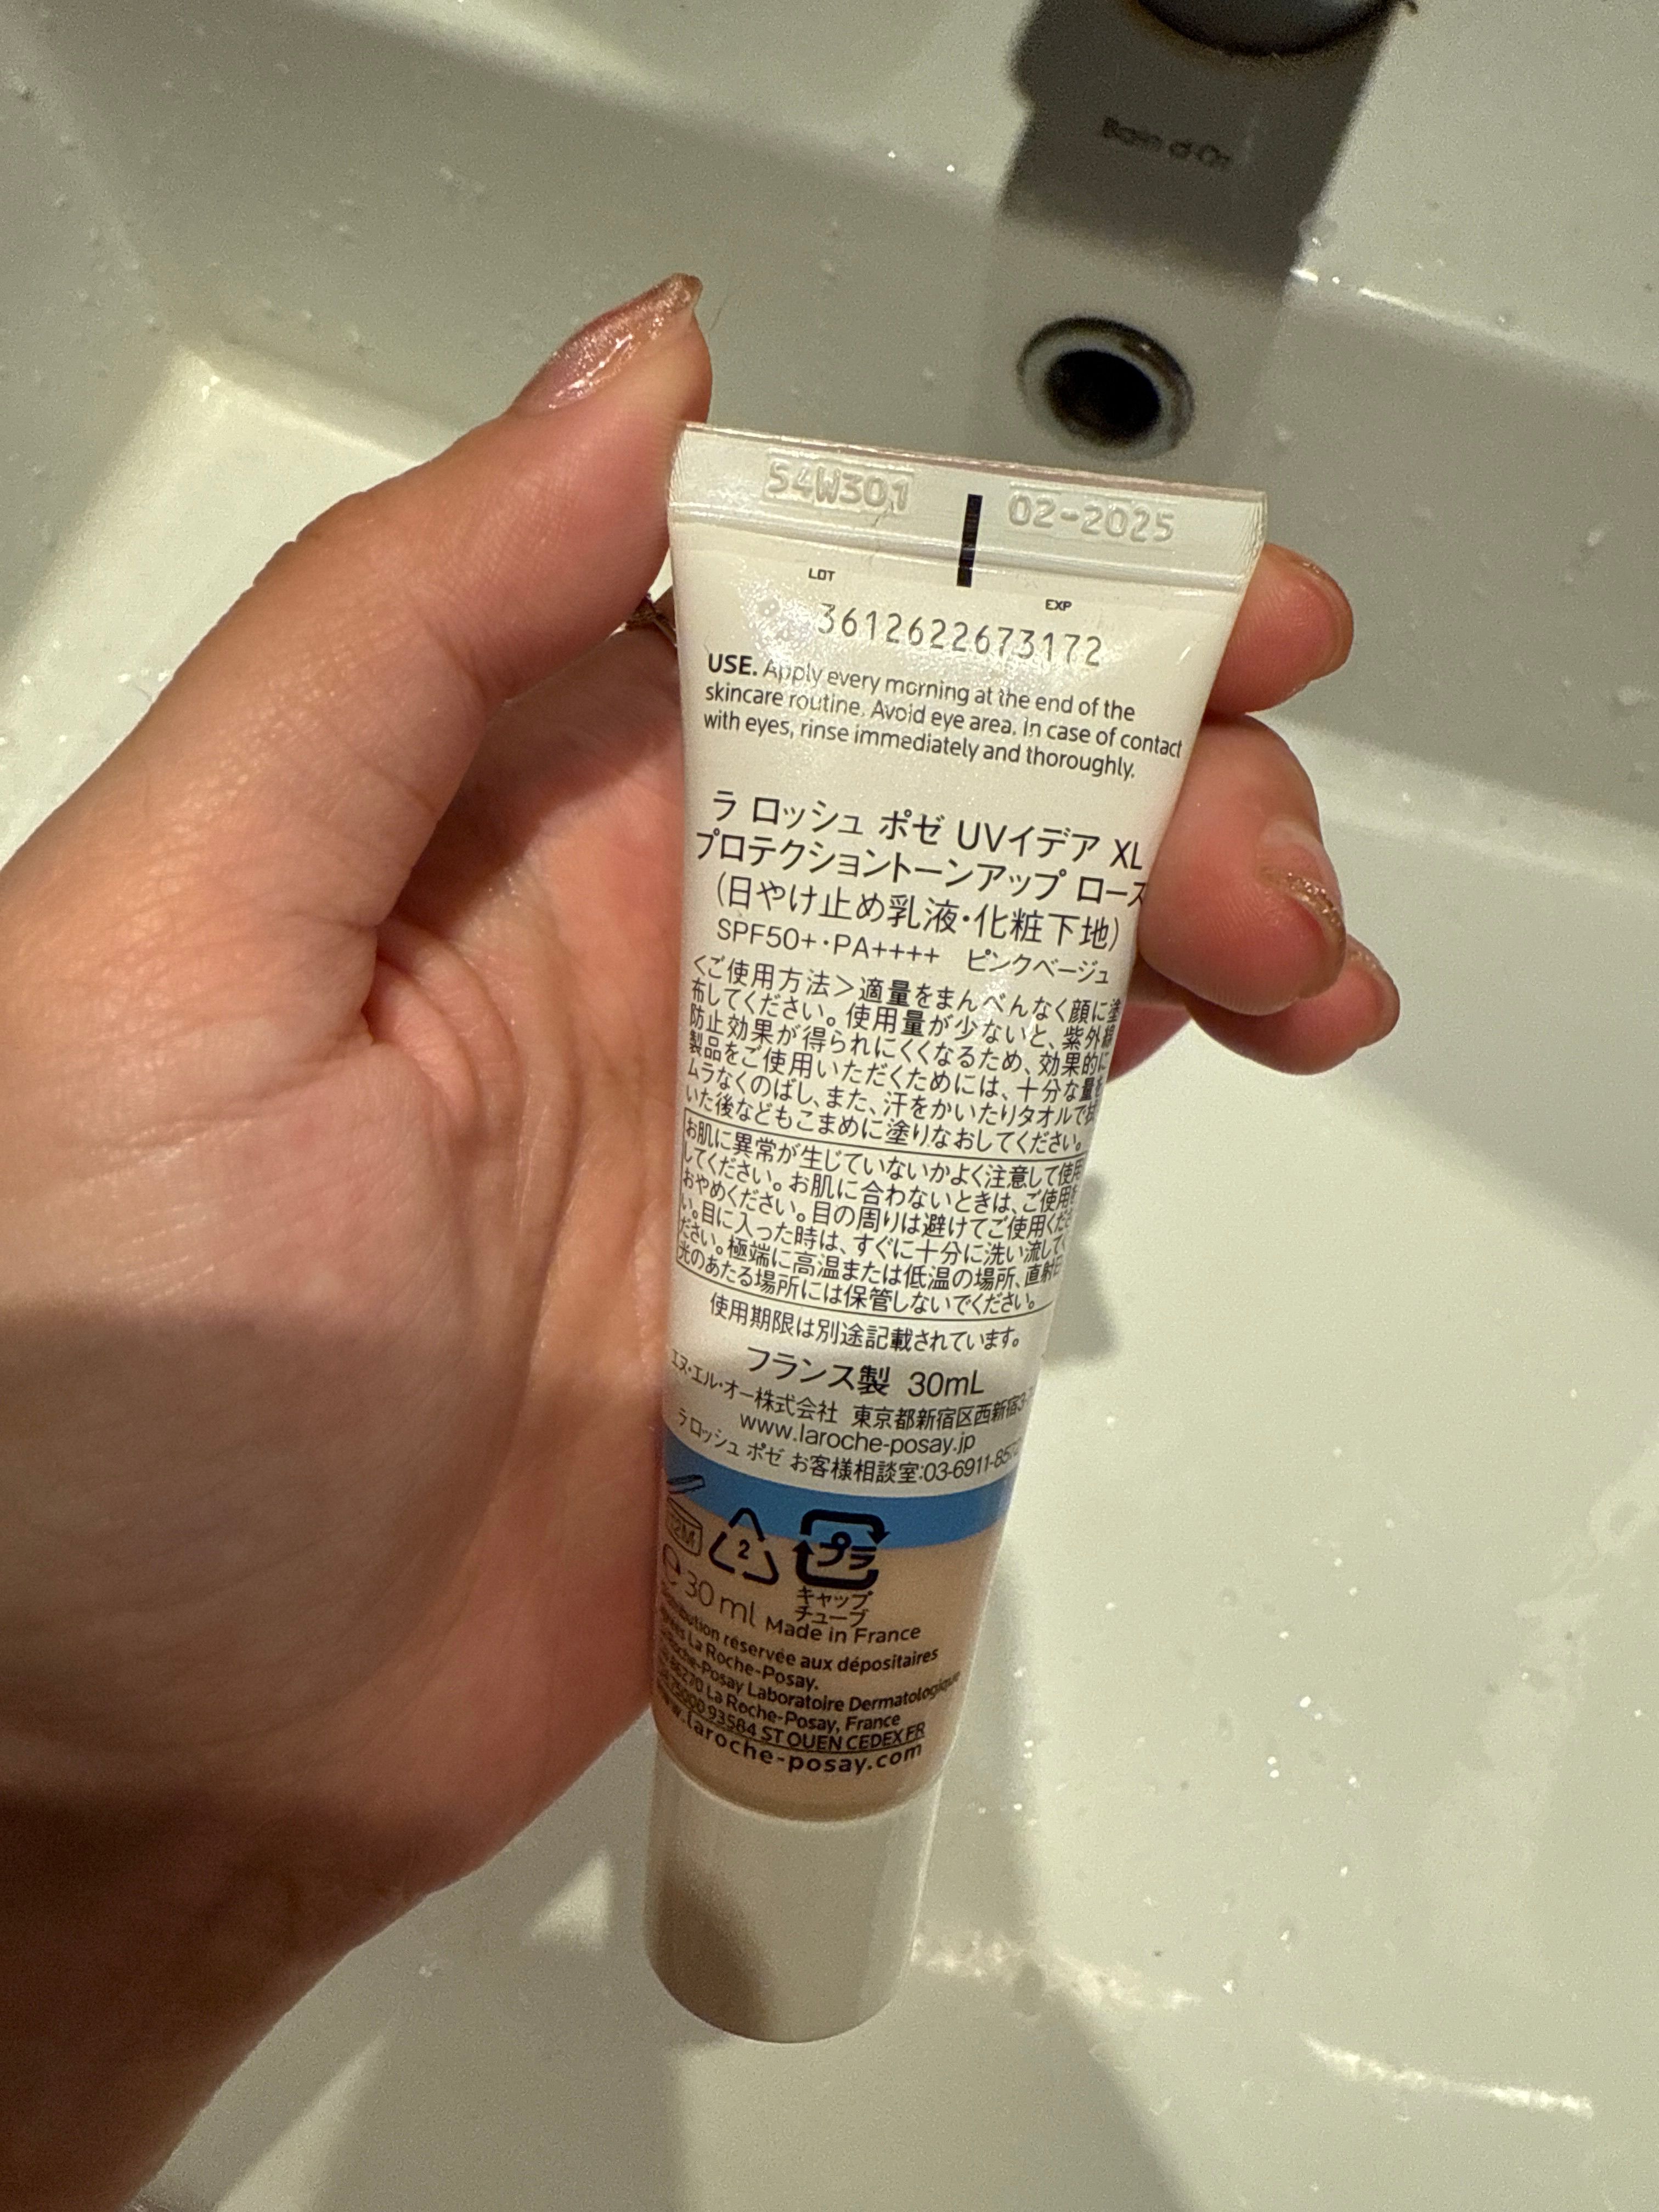 54W301
02-2025
LOT
EXP
3612622673172
USE. Apply every morning at the end of the
skincare routine. Avoid eye area. In case of contact
with eyes, rinse immediately and thoroughly.
ラ ロッシュ ポゼ UVイデア XL
プロテクショントーンアップ ローズ
(日やけ止め乳液・化粧下地)
SPF50+・PA++++ ピンクベージュ
<ご使用方法>適量をまんべんなく顔に塗
布してください。使用量が少ないと、紫外線
防止効果が得られにくくなるため、効果的に
製品をご使用いただくためには、十分な量を
ムラなくのばし、また、汗をかいたりタオルで拭
いた後などもこまめに塗りなおしてください。
お肌に異常が生じていないかよく注意して使用
してください。お肌に合わないときは、ご使用を
おやめください。目の周りは避けてご使用くださ
い。目に入った時は、すぐに十分に洗い流してく
ださい。極端に高温または低温の場所、直射日
光のあたる場所には保管しないでください。
使用期限は別途記載されています。
フランス製 30mL
エヌ・エル・オー株式会社 東京都新宿区西新宿3-
www.laroche-posay.jp
ラ ロッシュ ポゼ お客様相談室:03-6911-857
2
プラ
キャップ
チューブ
30 ml Made in France
réservée aux dépositaires
La Roche-Posay.
Laboratoire Dermatologique
86270 La Roche-Posay, France
93584 ST OUEN CEDEX FR
laroche-posay.com